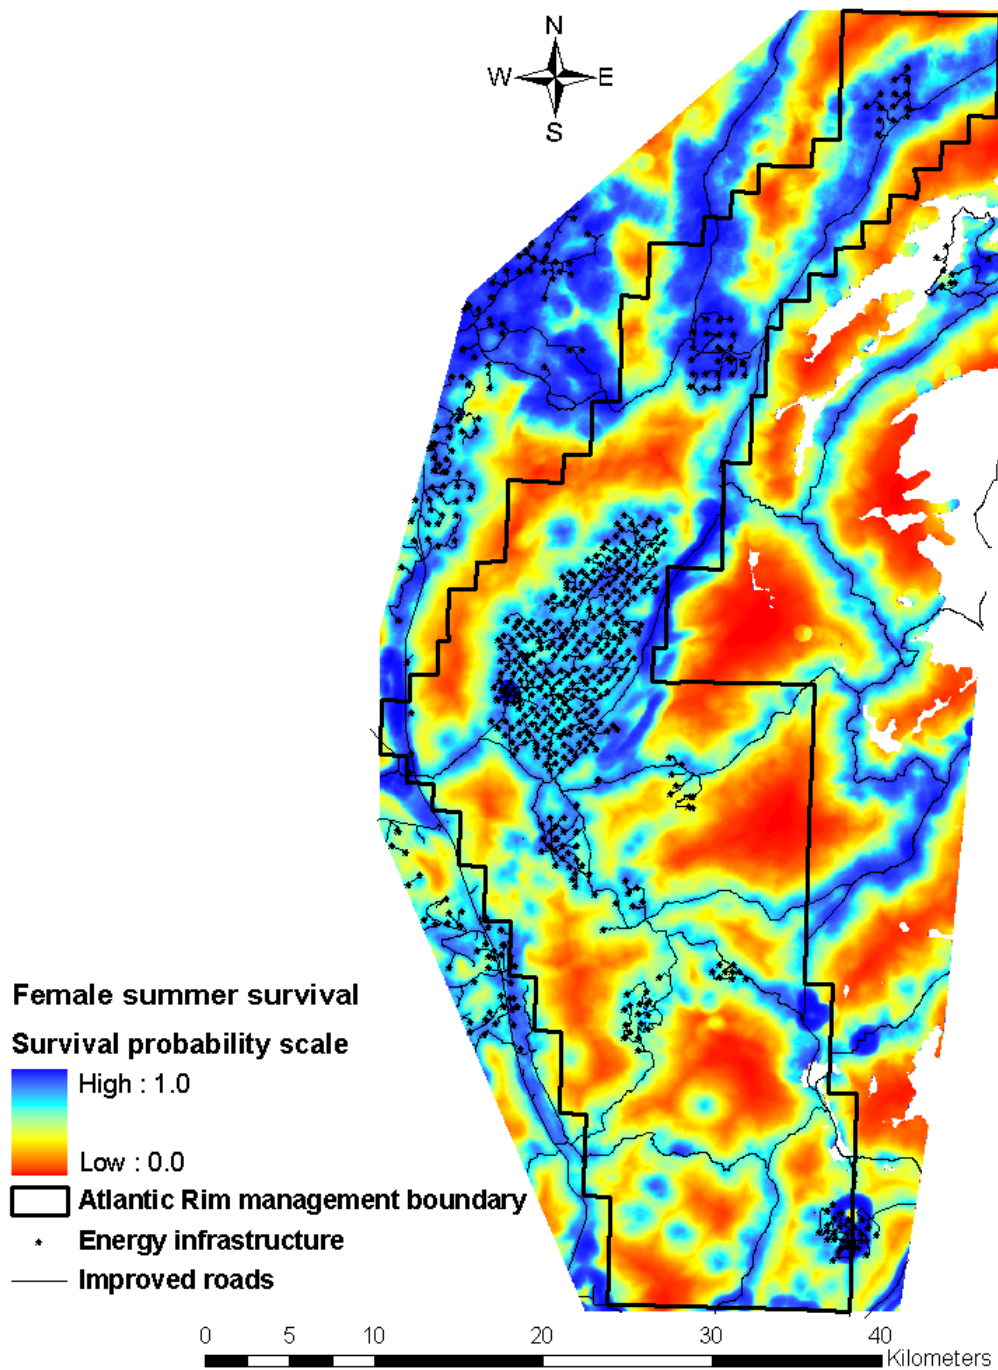 N
W E
S
Female summer survival
Survival probability scale
High : 1.0
Low : 0.0
Atlantic Rim management boundary
Energy infrastructure
Improved roads
0 5 10 20 30 40
Kilometers